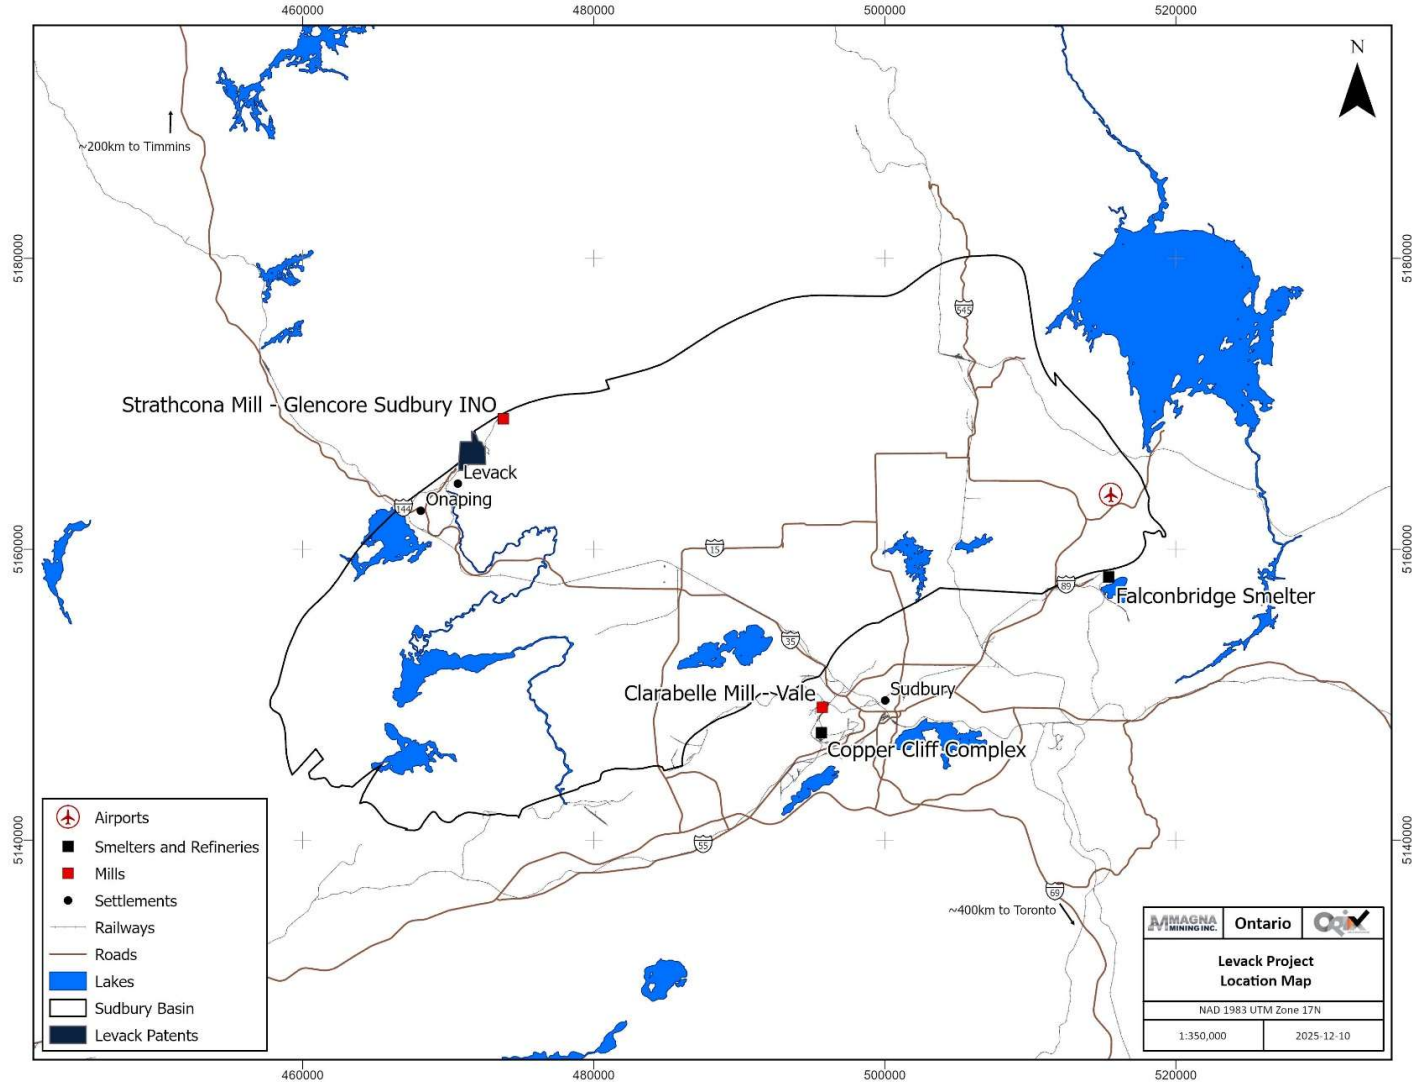 460000
480000
500000
520000
N
~200km to Timmins
5180000
5180000
545
Strathcona Mill - Glencore Sudbury INO
Levack
Onaping
144
5160000
5160000
15
89
Falconbridge Smelter
35
Clarabelle Mill - Vale
Sudbury
Copper Cliff Complex
5140000
5140000
55
69
~400km to Toronto
Airports
Smelters and Refineries
Mills
Settlements
Railways
Roads
Lakes
Sudbury Basin
Levack Patents
MAGNA
MINING INC.
Ontario
Oqix
Levack Project
Location Map
NAD 1983 UTM Zone 17N
1:350,000
2025-12-10
460000
480000
500000
520000